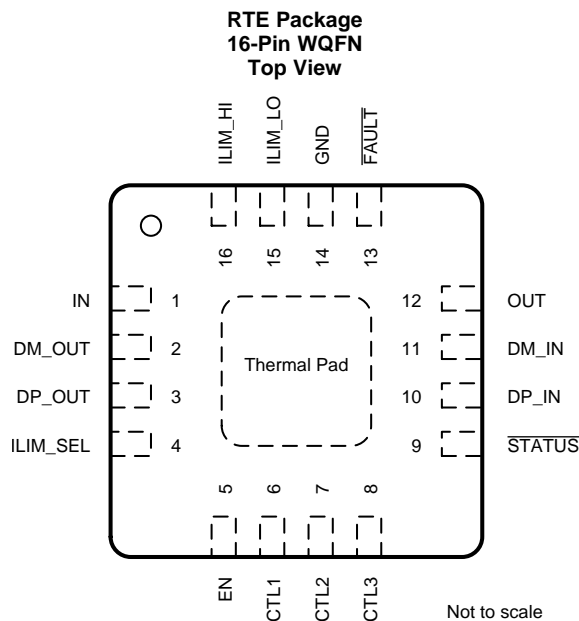 RTE Package
16-Pin WQFN
Top View
ILIM_HI
ILIM_LO
GND
FAULT
16
15
14
13
IN 1
DM_OUT 2
DP_OUT 3
ILIM_SEL 4
Thermal Pad
12 OUT
11 DM_IN
10 DP_IN
9 STATUS
5
6
7
8
EN
CTL1
CTL2
CTL3
Not to scale